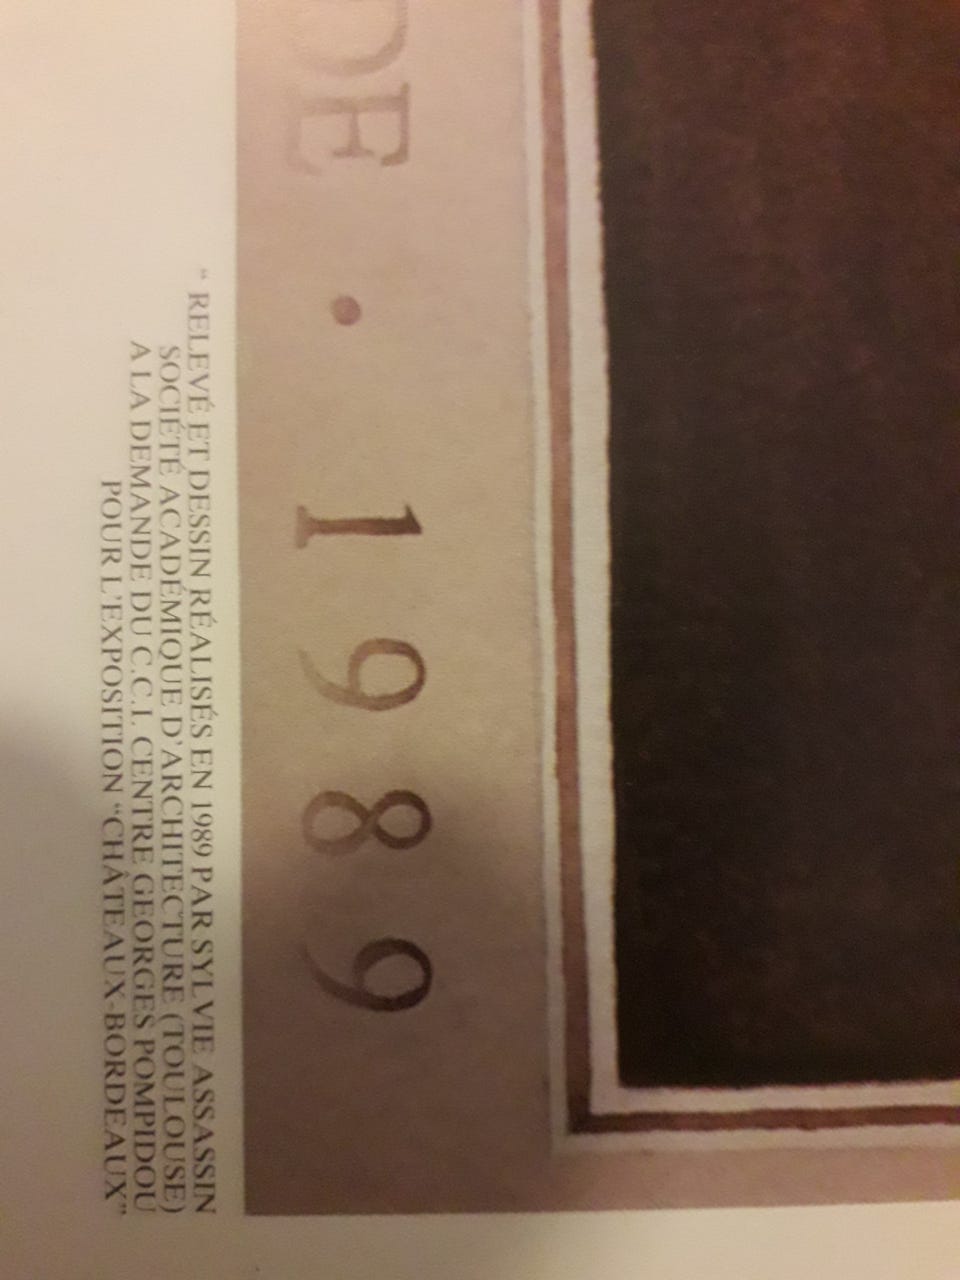 DE • 1989
" RELEVÉ ET DESSIN RÉALISÉS EN 1989 PAR SYLVIE ASSASSIN
SOCIÉTÉ ACADÉMIQUE D'ARCHITECTURE (TOULOUSE)
A LA DEMANDE DU C.C.I. CENTRE GEORGES POMPIDOU
POUR L'EXPOSITION "CHÂTEAUX-BORDEAUX"